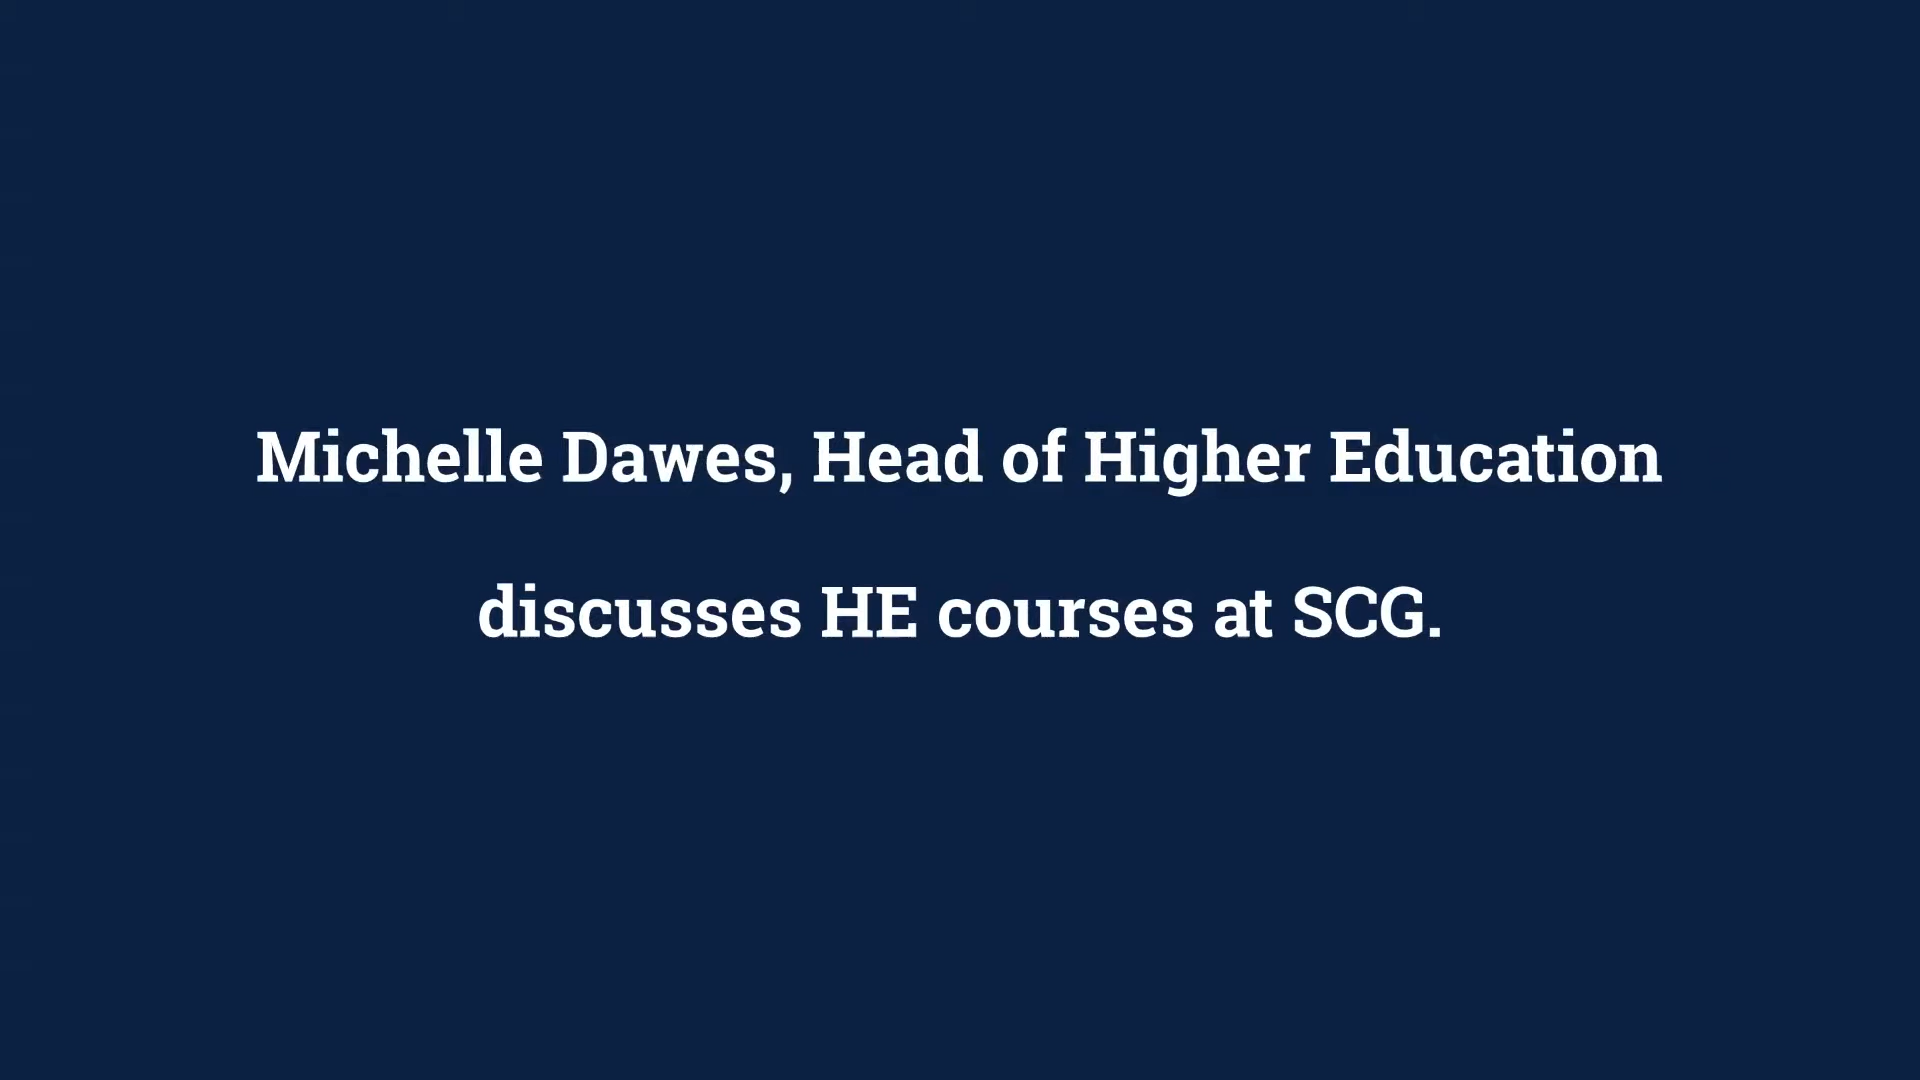 Michelle Dawes, Head of Higher Education
discusses HE courses at SCG.